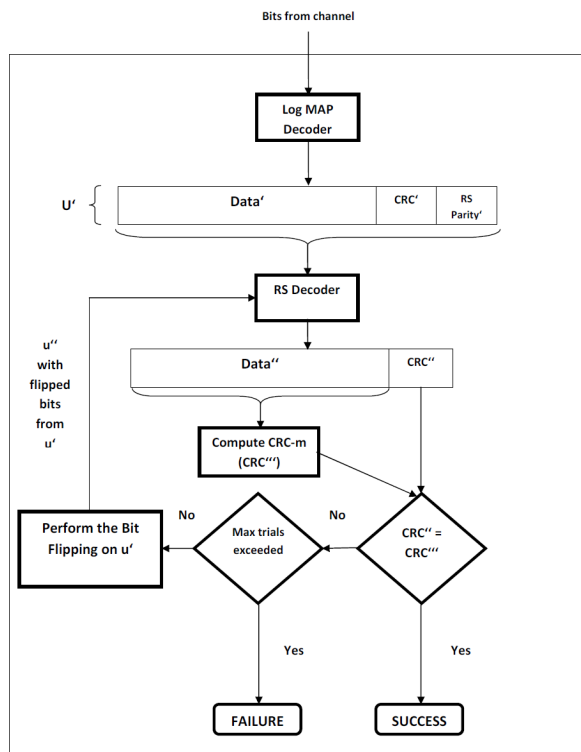 Bits from channel
Log MAP
Decoder
U‘
Data‘
CRC‘
RS
Parity‘
RS Decoder
u‘‘
with
flipped
bits
from
u‘
Data‘‘
CRC‘‘
Compute CRC-m
(CRC‘‘‘)
Perform the Bit
Flipping on u‘
No
Max trials
exceeded
No
CRC‘‘ =
CRC‘‘‘
Yes
Yes
FAILURE
SUCCESS